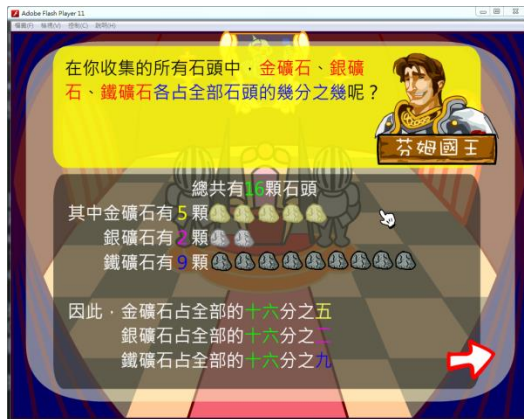 Adobe Flash Player 11
檔案(F) 檢視(V) 控制(C) 說明(H)
在你收集的所有石頭中，金礦石、銀礦
石、鐵礦石各占全部石頭的幾分之幾呢？
芬姆國王
總共有16顆石頭
其中金礦石有5顆
銀礦石有2顆
鐵礦石有9顆
因此，金礦石占全部的十六分之五
銀礦石占全部的十六分之二
鐵礦石占全部的十六分之九